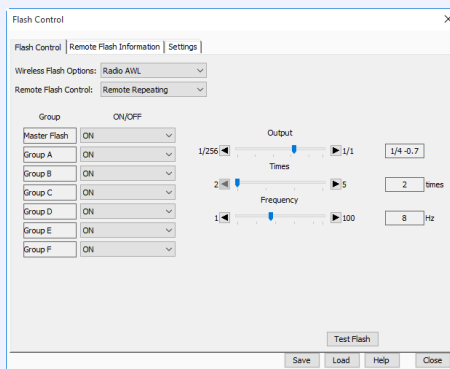 Flash Control
Flash Control Remote Flash Information Settings
Wireless Flash Options: Radio AWL
Remote Flash Control: Remote Repeating
Group ON/OFF
Master Flash ON
Group A ON
Group B ON
Group C ON
Group D ON
Group E ON
Group F ON
Output
1/256 1/1 1/4 -0.7
Times
2 5 2 times
Frequency
1 100 8 Hz
Test Flash
Save Load Help Close